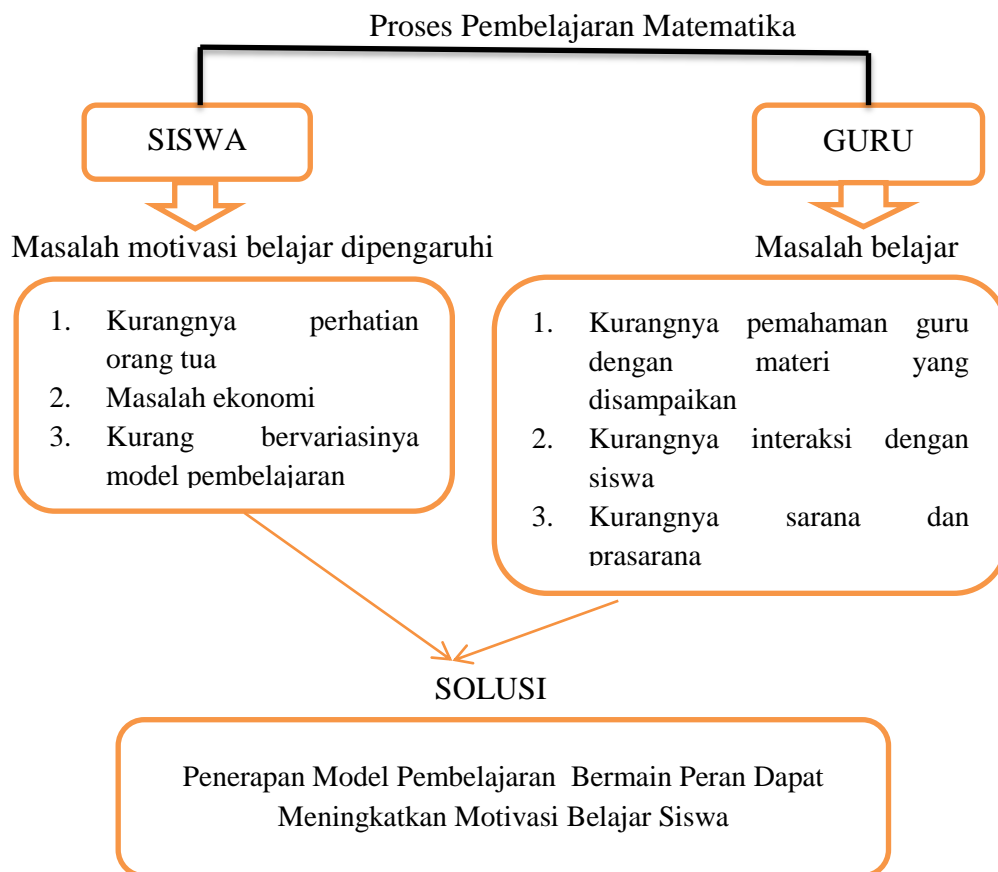 Proses Pembelajaran Matematika
SISWA
GURU
Masalah motivasi belajar dipengaruhi
Masalah belajar
1. Kurangnya perhatian
orang tua
2. Masalah ekonomi
3. Kurang bervariasinya
model pembelajaran
1. Kurangnya pemahaman guru
dengan materi yang
disampaikan
2. Kurangnya interaksi dengan
siswa
3. Kurangnya sarana dan
prasarana
SOLUSI
Penerapan Model Pembelajaran Bermain Peran Dapat
Meningkatkan Motivasi Belajar Siswa